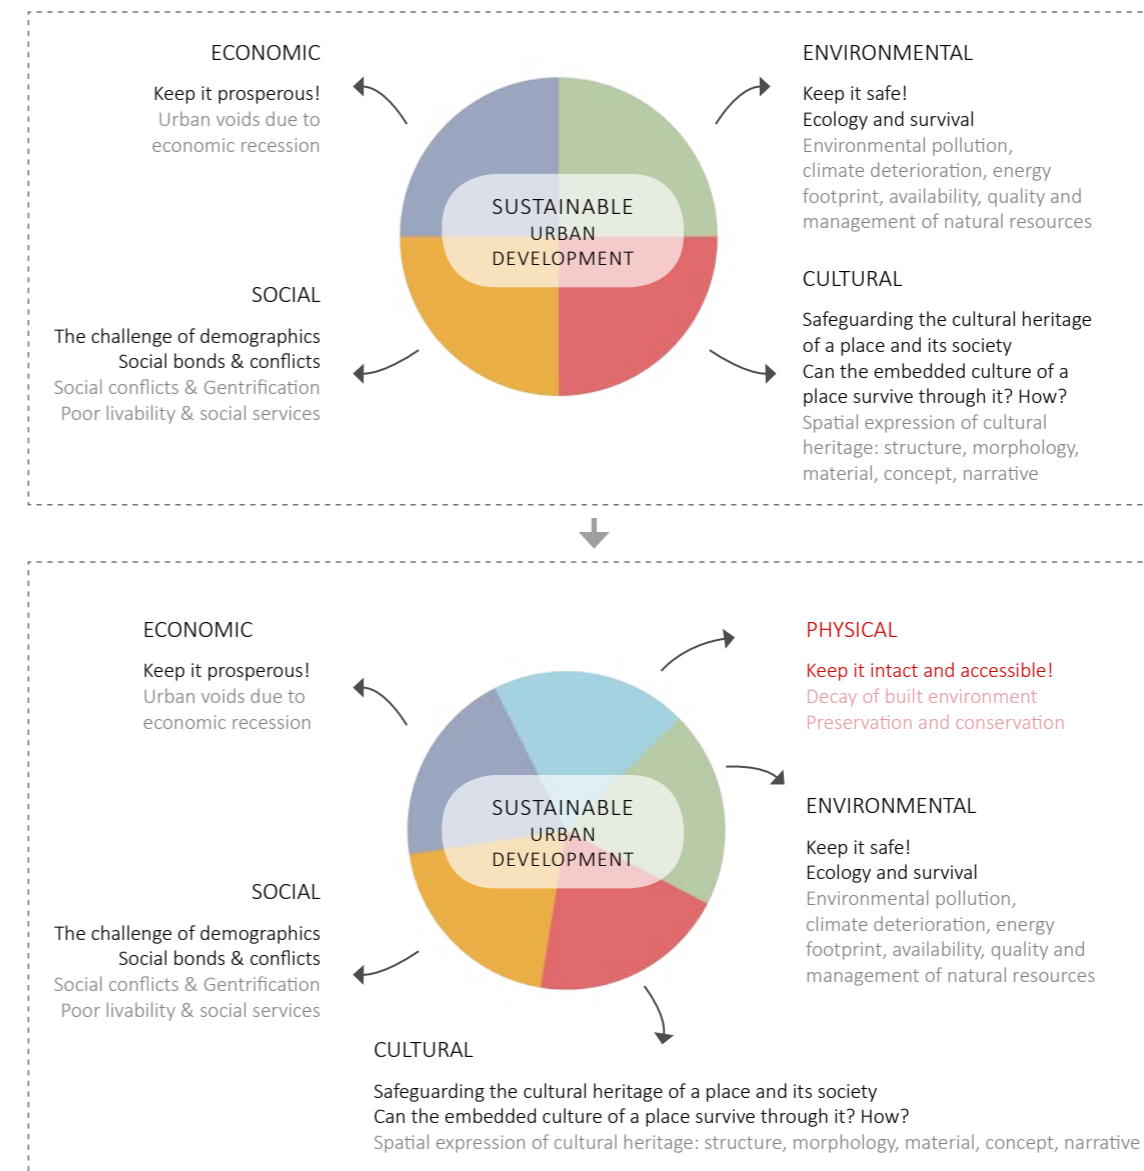 ECONOMIC
Keep it prosperous!
Urban voids due to
economic recession
ENVIRONMENTAL
Keep it safe!
Ecology and survival
Environmental pollution,
climate deterioration, energy
footprint, availability, quality and
management of natural resources
SUSTAINABLE
URBAN
DEVELOPMENT
SOCIAL
The challenge of demographics
Social bonds & conflicts
Social conflicts & Gentrification
Poor livability & social services
CULTURAL
Safeguarding the cultural heritage
of a place and its society
Can the embedded culture of a
place survive through it? How?
Spatial expression of cultural
heritage: structure, morphology,
material, concept, narrative
ECONOMIC
Keep it prosperous!
Urban voids due to
economic recession
PHYSICAL
Keep it intact and accessible!
Decay of built environment
Preservation and conservation
SUSTAINABLE
URBAN
DEVELOPMENT
ENVIRONMENTAL
Keep it safe!
Ecology and survival
Environmental pollution,
climate deterioration, energy
footprint, availability, quality and
management of natural resources
SOCIAL
The challenge of demographics
Social bonds & conflicts
Social conflicts & Gentrification
Poor livability & social services
CULTURAL
Safeguarding the cultural heritage of a place and its society
Can the embedded culture of a place survive through it? How?
Spatial expression of cultural heritage: structure, morphology, material, concept, narrative